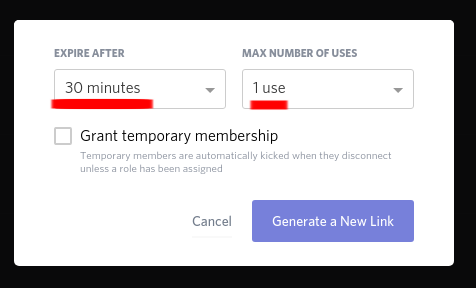 EXPIRE AFTER MAX NUMBER OF USES
30 minutes 1 use
Grant temporary membership
Temporary members are automatically kicked when they disconnect
unless a role has been assigned
Cancel Generate a New Link